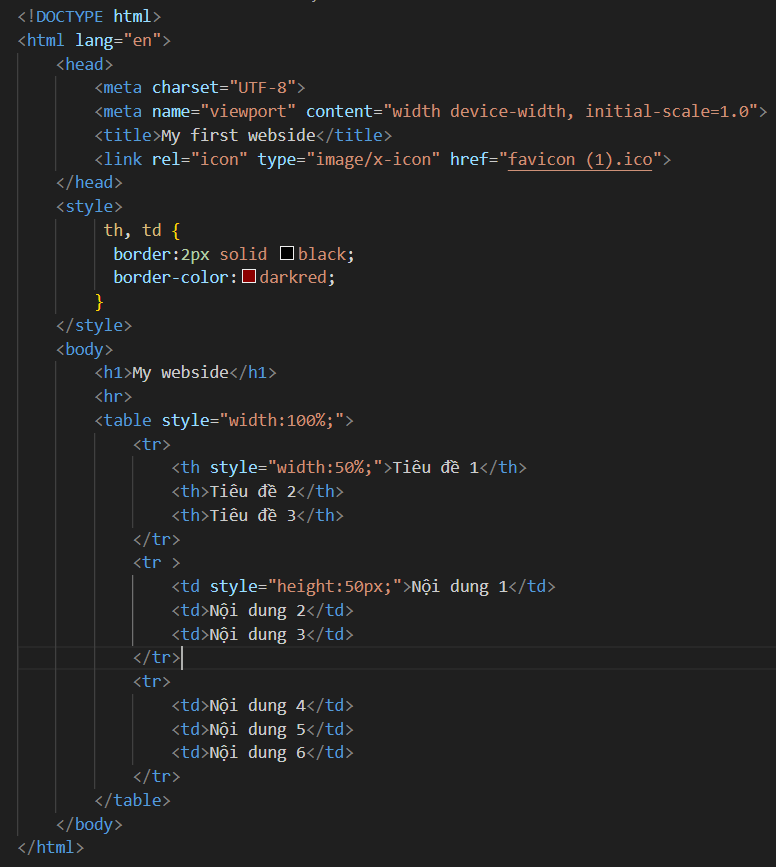 <!DOCTYPE html>
<html lang="en">
    <head>
        <meta charset="UTF-8">
        <meta name="viewport" content="width device-width, initial-scale=1.0">
        <title>My first webside</title>
        <link rel="icon" type="image/x-icon" href="favicon (1).ico">
    </head>
    <style>
         th, td {
          border:2px solid black;
          border-color:darkred;
        }
    </style>
    <body>
        <h1>My webside</h1>
        <hr>
        <table style="width:100%;">
            <tr>
                <th style="width:50%;">Tiêu đề 1</th>
                <th>Tiêu đề 2</th>
                <th>Tiêu đề 3</th>
            </tr>
            <tr >
                <td style="height:50px;">Nội dung 1</td>
                <td>Nội dung 2</td>
                <td>Nội dung 3</td>
            </tr>
            <tr>
                <td>Nội dung 4</td>
                <td>Nội dung 5</td>
                <td>Nội dung 6</td>
            </tr>
        </table>
    </body>
</html>